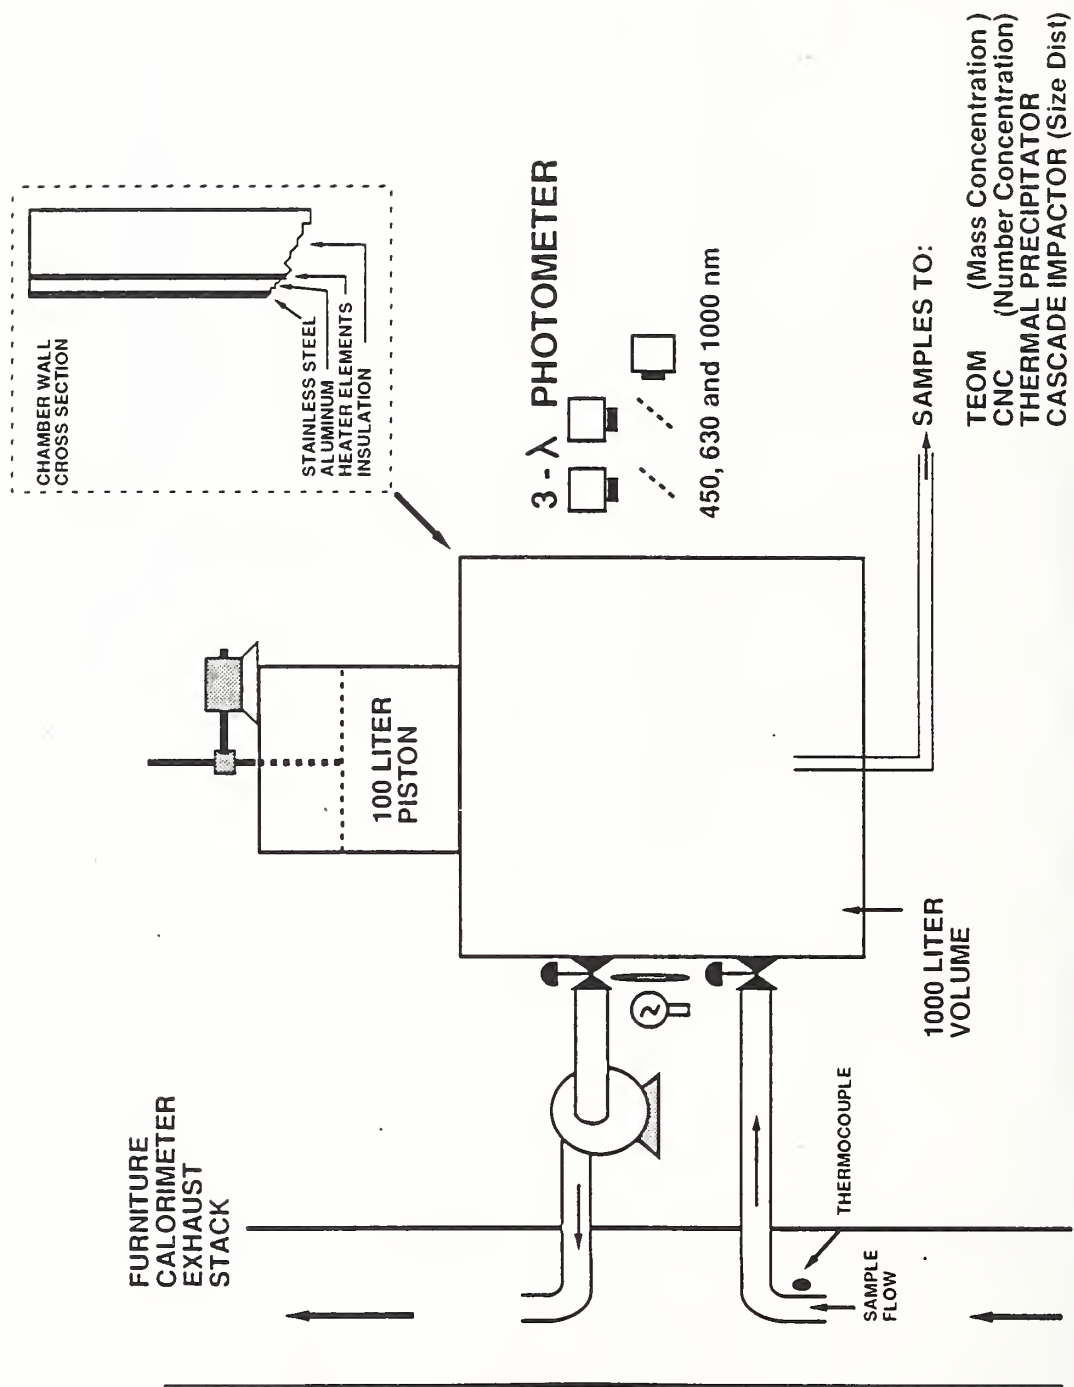 FURNITURE
CALORIMETER
EXHAUST
STACK
100 LITER
PISTON
CHAMBER WALL
CROSS SECTION
STAINLESS STEEL
ALUMINUM
HEATER ELEMENTS
INSULATION
3 - λ PHOTOMETER
450, 630 and 1000 nm
THERMOCOUPLE
SAMPLE
FLOW
1000 LITER
VOLUME
SAMPLES TO:
TEOM (Mass Concentration )
CNC (Number Concentration)
THERMAL PRECIPITATOR
CASCADE IMPACTOR (Size Dist)